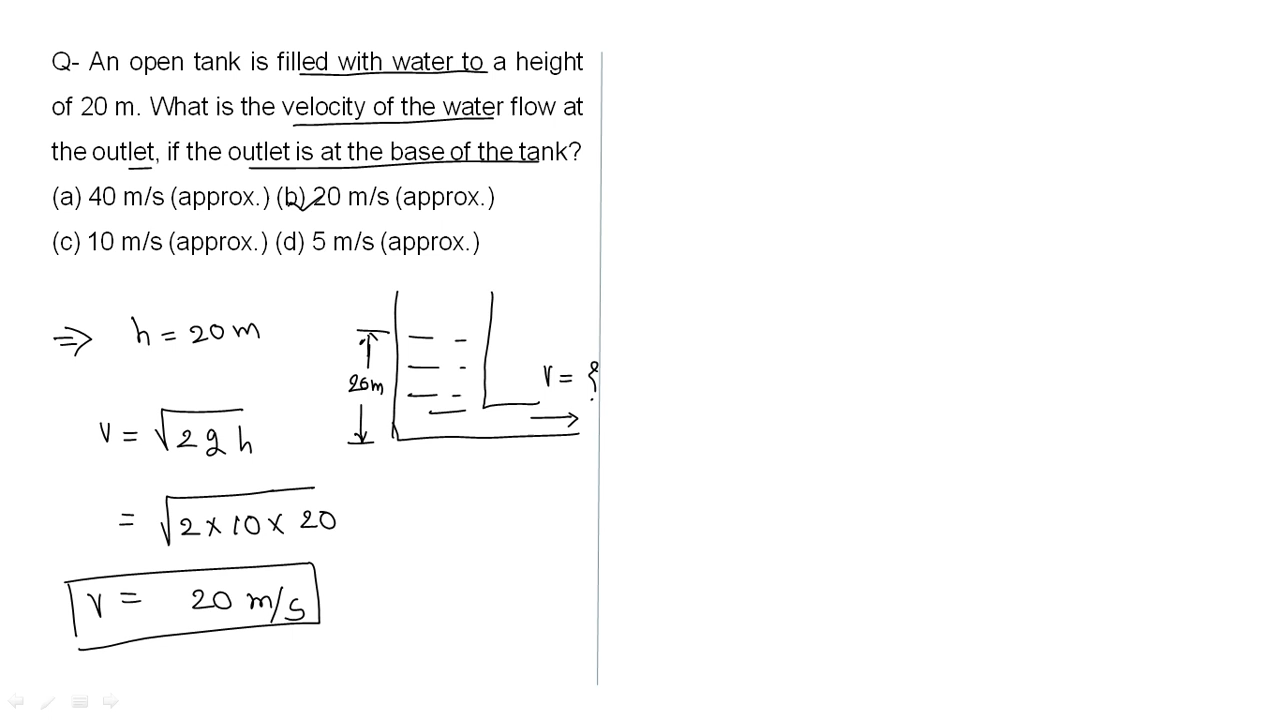 Q- An open tank is filled with water to a height
of 20 m. What is the velocity of the water flow at
the outlet, if the outlet is at the base of the tank?
(a) 40 m/s (approx.) (b) 20 m/s (approx.)
(c) 10 m/s (approx.) (d) 5 m/s (approx.)
⇒ h = 20 m
20m
V = ?
V = √2gh
= √2×10×20
V = 20 m/s